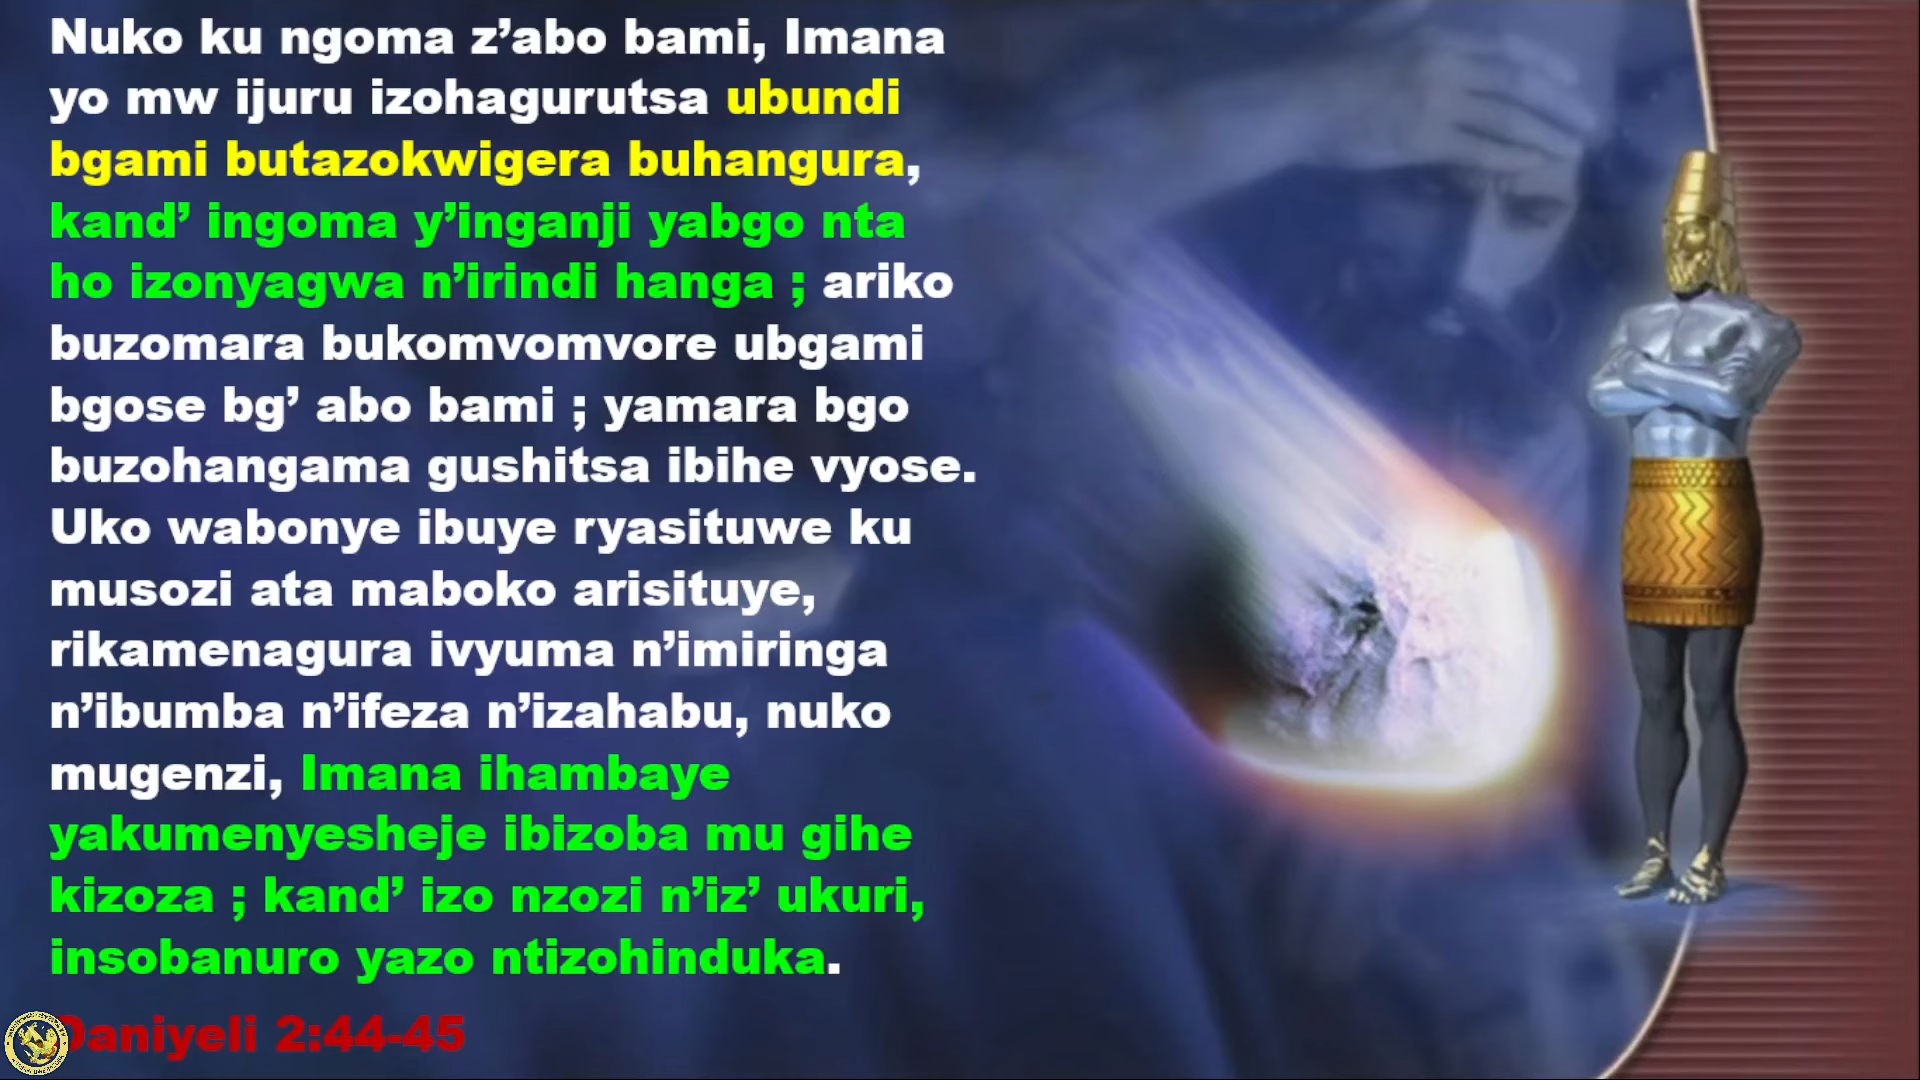 Nuko ku ngoma z’abo bami, Imana
yo mw ijuru izohagurutsa ubundi
bgami butazokwigera buhangura,
kand’ ingoma y’inganji yabgo nta
ho izonyagwa n’irindi hanga ; ariko
buzomara bukomvomvore ubgami
bgose bg’ abo bami ; yamara bgo
buzohangama gushitsa ibihe vyose.
Uko wabonye ibuye ryasituwe ku
musozi ata maboko arisituye,
rikamenagura ivyuma n’imiringa
n’ibumba n’ifeza n’izahabu, nuko
mugenzi, Imana ihambaye
yakumenyesheje ibizoba mu gihe
kizoza ; kand’ izo nzozi n’iz’ ukuri,
insobanuro yazo ntizohinduka.
Daniyeli 2:44-45